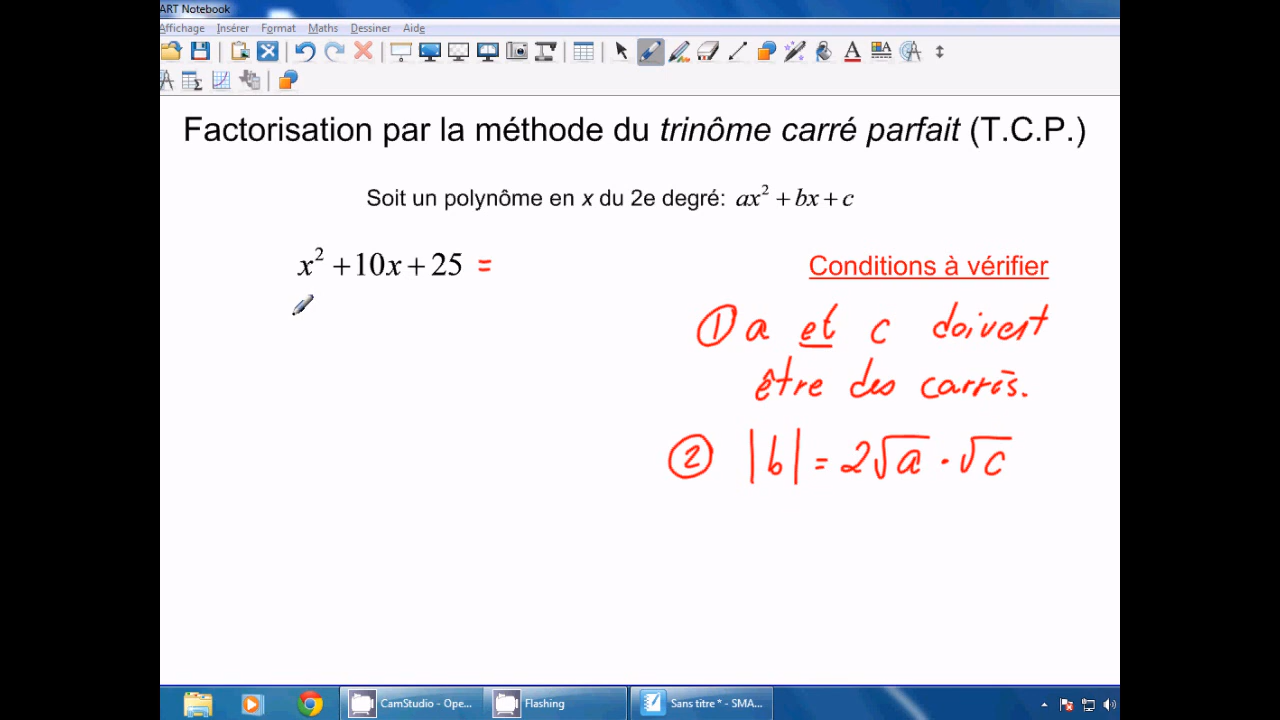 ART Notebook
Affichage Insérer Format Maths Dessiner Aide
Factorisation par la méthode du trinôme carré parfait (T.C.P.)
Soit un polynôme en x du 2e degré: ax² + bx + c
x² + 10x + 25 =
Conditions à vérifier
① a et c doivent
être des carrés.
② |b| = 2√a · √c
CamStudio - Ope... Flashing Sans titre * - SMA...